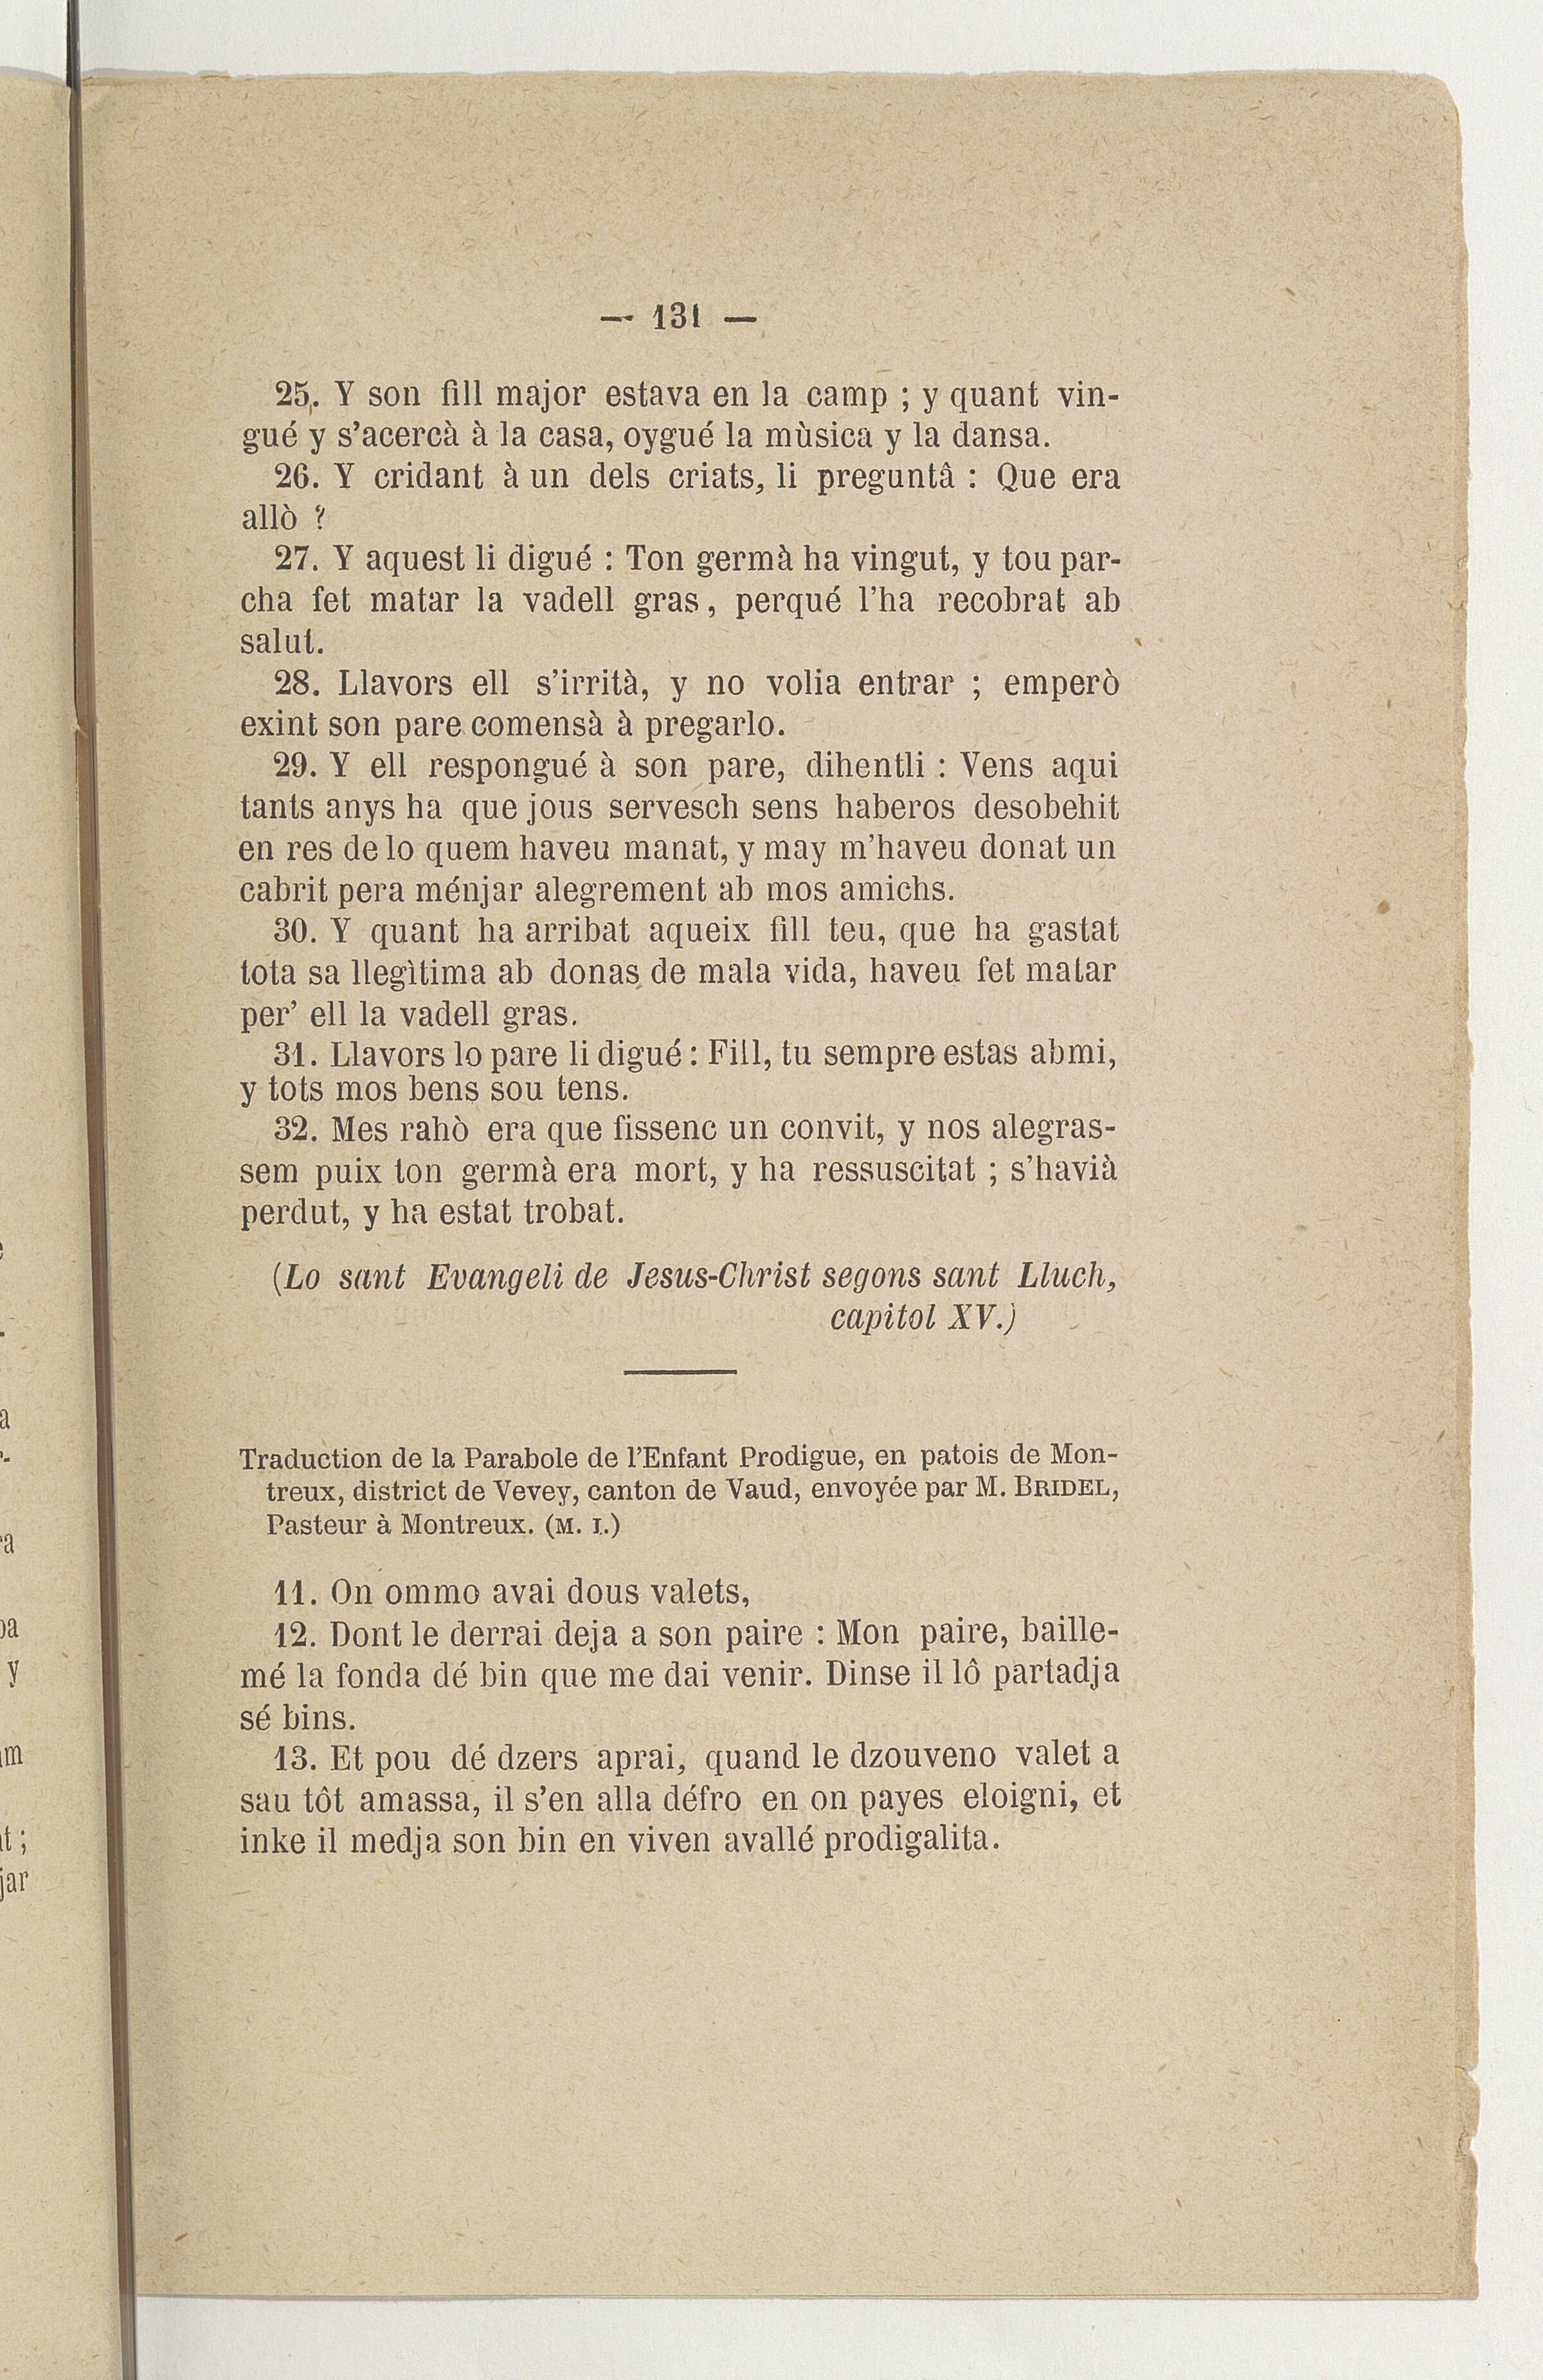 — 131 —
25. Y son fill major estava en la camp ; y quant vin-
gué y s'acercà à la casa, oygué la mùsica y la dansa.
26. Y cridant à un dels criats, li preguntâ : Que era
allò ?
27. Y aquest li digué : Ton germà ha vingut, y tou par-
cha fet matar la vadell gras, perqué l'ha recobrat ab
salut.
28. Llavors ell s'irrità, y no volia entrar ; emperò
exint son pare comensà à pregarlo.
29. Y ell respongué à son pare, dihentli : Vens aqui
tants anys ha que jous servesch sens haberos desobehit
en res de lo quem haveu manat, y may m'haveu donat un
cabrit pera ménjar alegrement ab mos amichs.
30. Y quant ha arribat aqueix fill teu, que ha gastat
tota sa llegìtima ab donas de mala vida, haveu fet matar
per' ell la vadell gras.
31. Llavors lo pare li digué : Fill, tu sempre estas abmi,
y tots mos bens sou tens.
32. Mes rahò era que fissenc un convit, y nos alegras-
sem puix ton germà era mort, y ha ressuscitat ; s'havià
perdut, y ha estat trobat.
(Lo sant Evangeli de Jesus-Christ segons sant Lluch,
capitol XV.)
Traduction de la Parabole de l'Enfant Prodigue, en patois de Mon-
treux, district de Vevey, canton de Vaud, envoyée par M. BRIDEL,
Pasteur à Montreux. (M. I.)
11. On ommo avai dous valets,
12. Dont le derrai deja a son paire : Mon paire, baille-
mé la fonda dé bin que me dai venir. Dinse il lô partadja
sé bins.
13. Et pou dé dzers aprai, quand le dzouveno valet a
sau tôt amassa, il s'en alla défro en on payes eloigni, et
inke il medja son bin en viven avallé prodigalita.